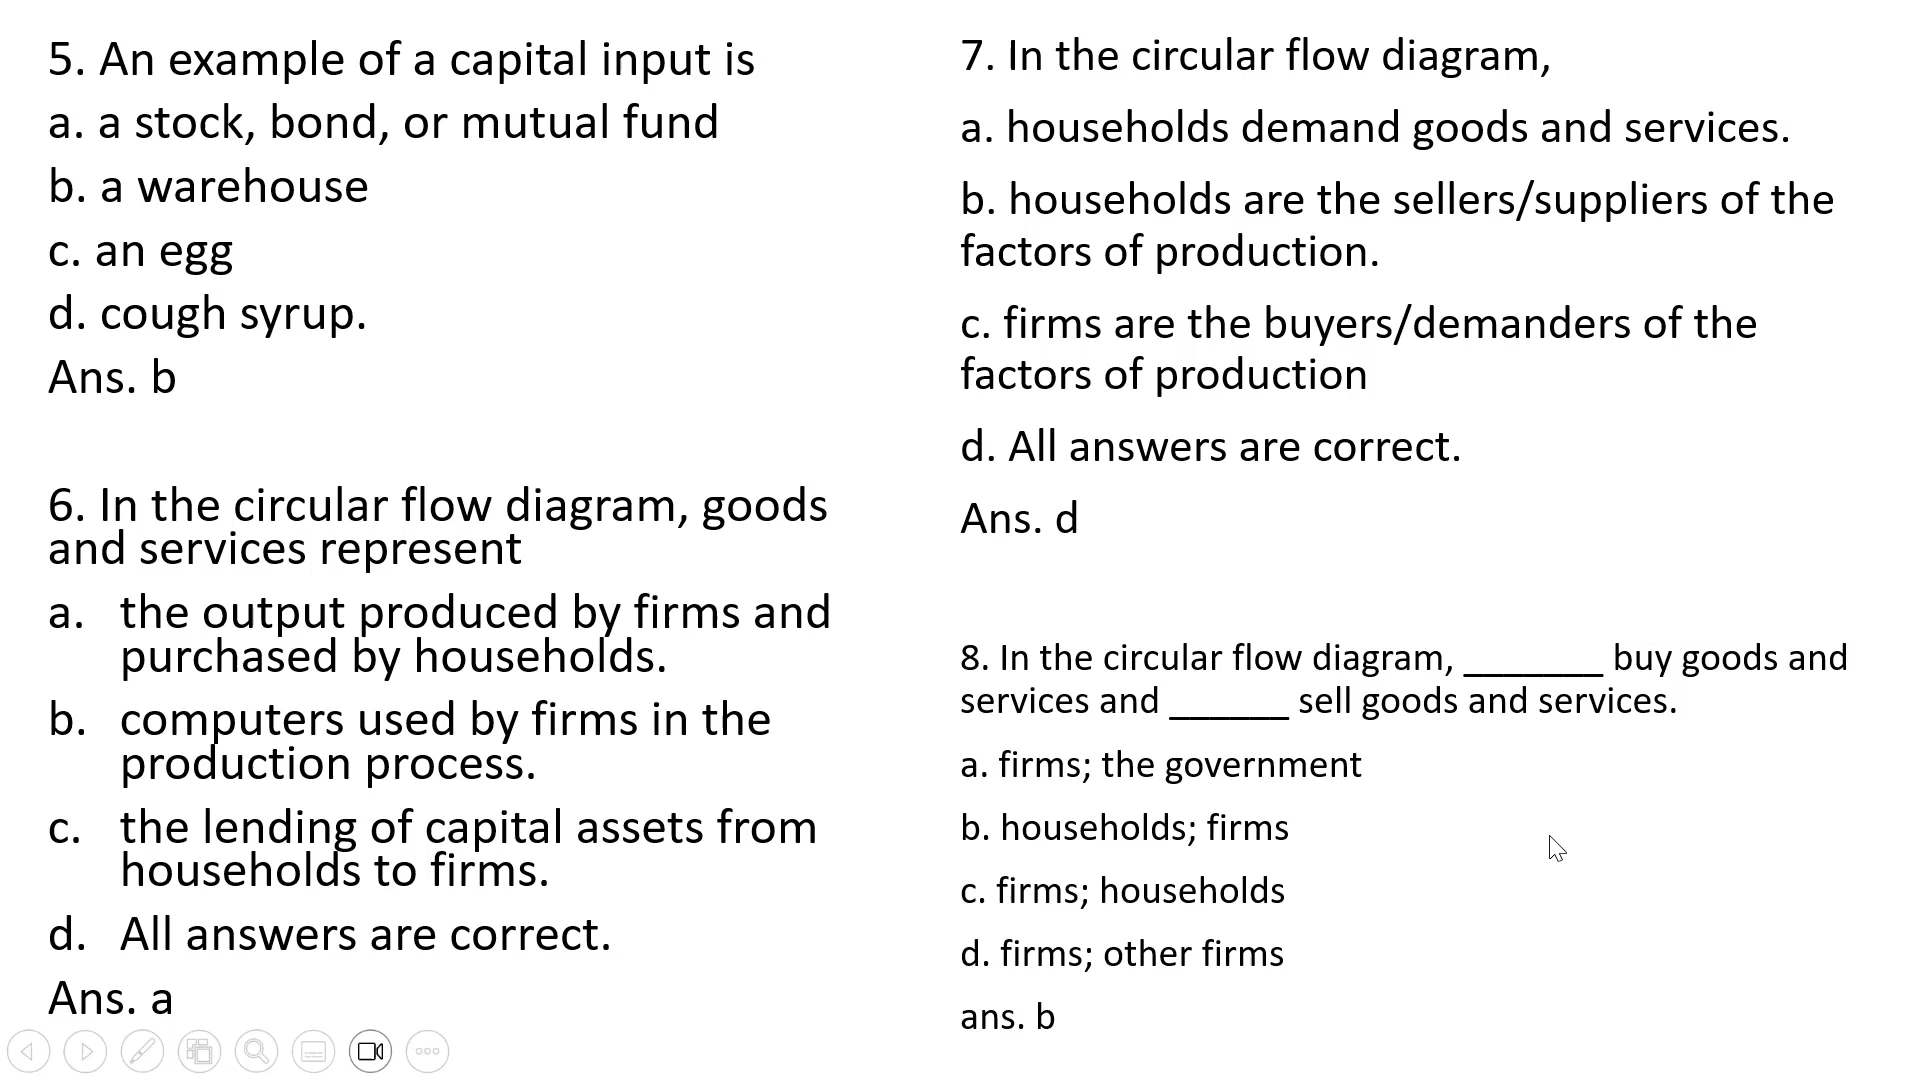 5. An example of a capital input is
a. a stock, bond, or mutual fund
b. a warehouse
c. an egg
d. cough syrup.
Ans. b
6. In the circular flow diagram, goods
and services represent
a. the output produced by firms and
purchased by households.
b. computers used by firms in the
production process.
c. the lending of capital assets from
households to firms.
d. All answers are correct.
Ans. a
7. In the circular flow diagram,
a. households demand goods and services.
b. households are the sellers/suppliers of the
factors of production.
c. firms are the buyers/demanders of the
factors of production
d. All answers are correct.
Ans. d
8. In the circular flow diagram, _______ buy goods and
services and ______ sell goods and services.
a. firms; the government
b. households; firms
c. firms; households
d. firms; other firms
ans. b